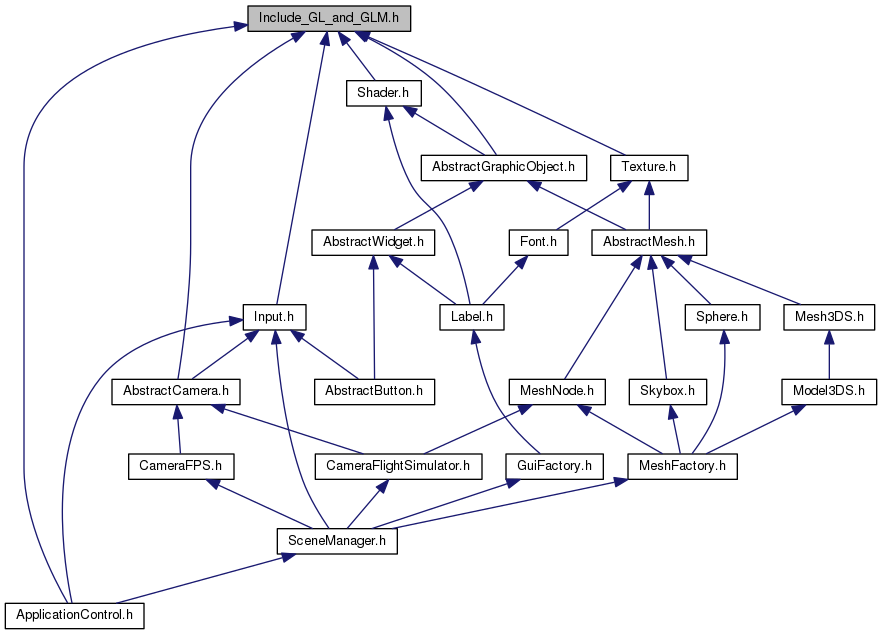 Include_GL_and_GLM.h
Shader.h
AbstractGraphicObject.h
Texture.h
AbstractWidget.h
Font.h
AbstractMesh.h
Input.h
Label.h
Sphere.h
Mesh3DS.h
AbstractCamera.h
AbstractButton.h
MeshNode.h
Skybox.h
Model3DS.h
CameraFPS.h
CameraFlightSimulator.h
GuiFactory.h
MeshFactory.h
SceneManager.h
ApplicationControl.h